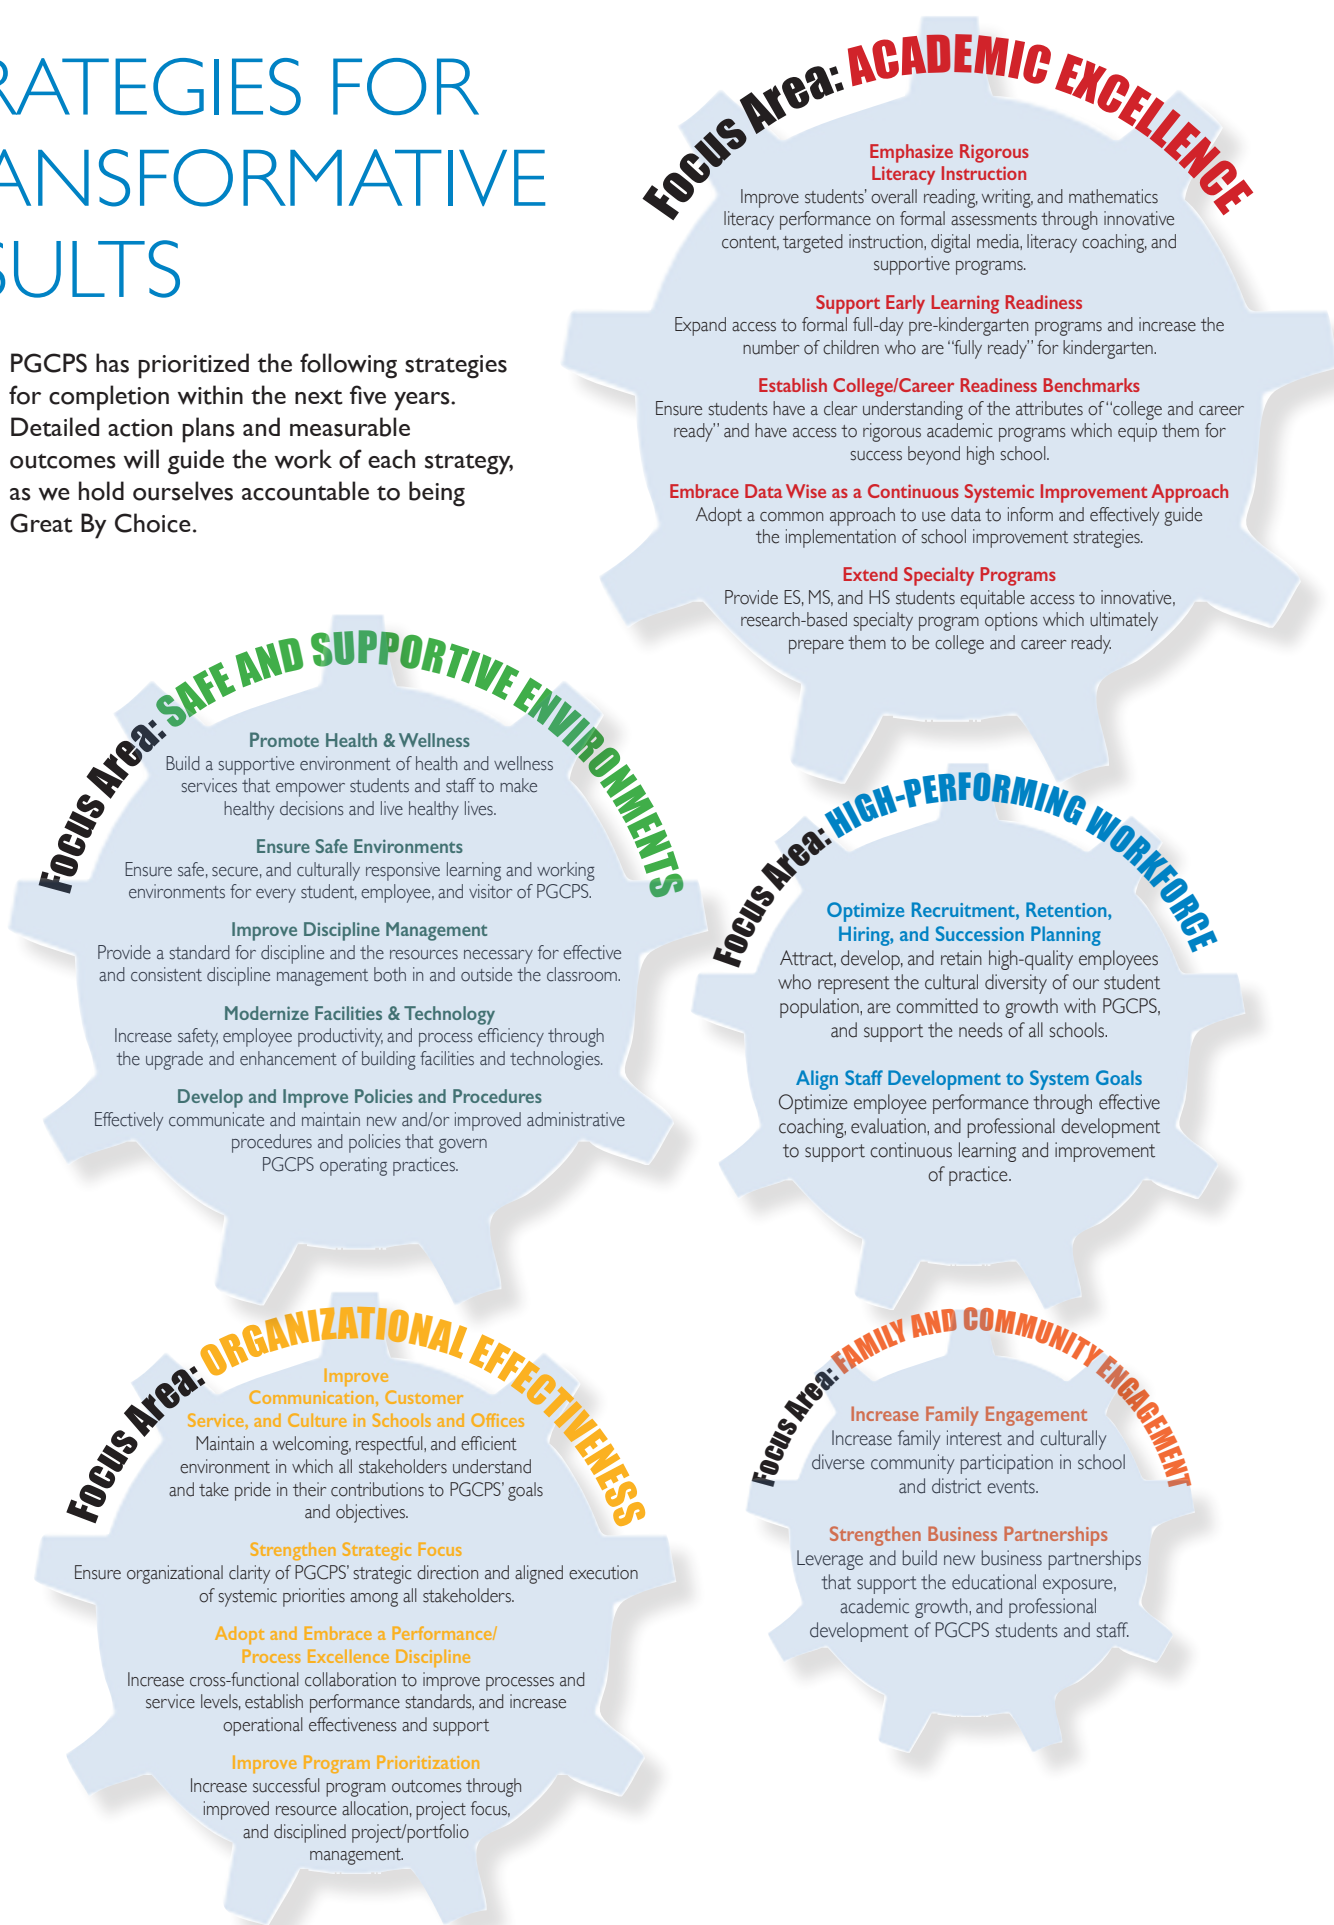 RATEGIES FOR
ANSFORMATIVE
SULTS
PGCPS has prioritized the following strategies
for completion within the next five years.
Detailed action plans and measurable
outcomes will guide the work of each strategy,
as we hold ourselves accountable to being
Great By Choice.
Focus Area: ACADEMIC EXCELLENCE
Emphasize Rigorous
Literacy Instruction
Improve students' overall reading, writing, and mathematics
literacy performance on formal assessments through innovative
content, targeted instruction, digital media, literacy coaching, and
supportive programs.
Support Early Learning Readiness
Expand access to formal full-day pre-kindergarten programs and increase the
number of children who are "fully ready" for kindergarten.
Establish College/Career Readiness Benchmarks
Ensure students have a clear understanding of the attributes of "college and career
ready" and have access to rigorous academic programs which equip them for
success beyond high school.
Embrace Data Wise as a Continuous Systemic Improvement Approach
Adopt a common approach to use data to inform and effectively guide
the implementation of school improvement strategies.
Extend Specialty Programs
Provide ES, MS, and HS students equitable access to innovative,
research-based specialty program options which ultimately
prepare them to be college and career ready.
Focus Area: SAFE AND SUPPORTIVE ENVIRONMENTS
Promote Health & Wellness
Build a supportive environment of health and wellness
services that empower students and staff to make
healthy decisions and live healthy lives.
Ensure Safe Environments
Ensure safe, secure, and culturally responsive learning and working
environments for every student, employee, and visitor of PGCPS.
Improve Discipline Management
Provide a standard for discipline and the resources necessary for effective
and consistent discipline management both in and outside the classroom.
Modernize Facilities & Technology
Increase safety, employee productivity, and process efficiency through
the upgrade and enhancement of building facilities and technologies.
Develop and Improve Policies and Procedures
Effectively communicate and maintain new and/or improved administrative
procedures and policies that govern
PGCPS operating practices.
Focus Area: HIGH-PERFORMING WORKFORCE
Optimize Recruitment, Retention,
Hiring, and Succession Planning
Attract, develop, and retain high-quality employees
who represent the cultural diversity of our student
population, are committed to growth with PGCPS,
and support the needs of all schools.
Align Staff Development to System Goals
Optimize employee performance through effective
coaching, evaluation, and professional development
to support continuous learning and improvement
of practice.
Focus Area: ORGANIZATIONAL EFFECTIVENESS
Improve
Communication, Customer
Service, and Culture in Schools and Offices
Maintain a welcoming, respectful, and efficient
environment in which all stakeholders understand
and take pride in their contributions to PGCPS' goals
and objectives.
Strengthen Strategic Focus
Ensure organizational clarity of PGCPS' strategic direction and aligned execution
of systemic priorities among all stakeholders.
Adopt and Embrace a Performance/
Process Excellence Discipline
Increase cross-functional collaboration to improve processes and
service levels, establish performance standards, and increase
operational effectiveness and support
Improve Program Prioritization
Increase successful program outcomes through
improved resource allocation, project focus,
and disciplined project/portfolio
management.
Focus Area: FAMILY AND COMMUNITY ENGAGEMENT
Increase Family Engagement
Increase family interest and culturally
diverse community participation in school
and district events.
Strengthen Business Partnerships
Leverage and build new business partnerships
that support the educational exposure,
academic growth, and professional
development of PGCPS students and staff.